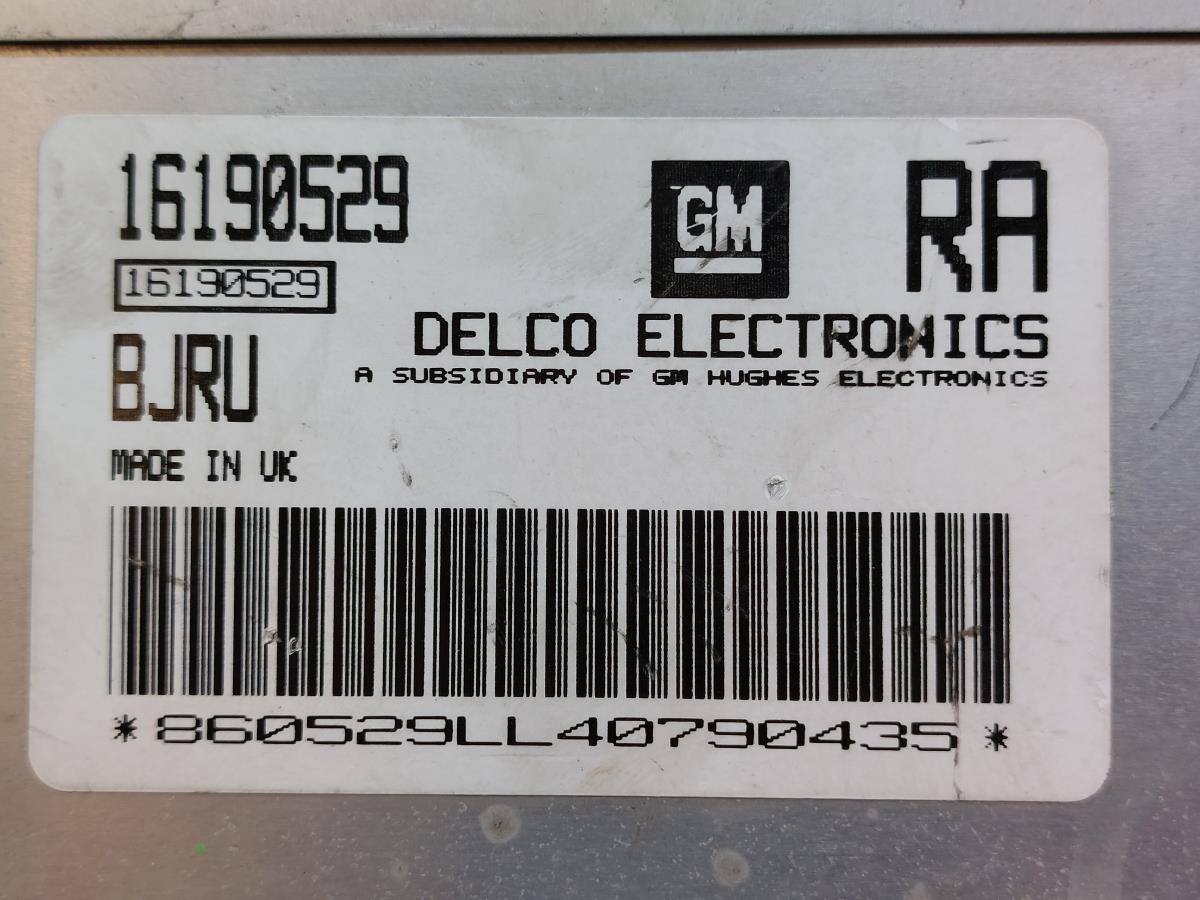 16190529
GM
RA
16190529
DELCO ELECTRONICS
A SUBSIDIARY OF GM HUGHES ELECTRONICS
BJRU
MADE IN UK
*860529LL40790435*